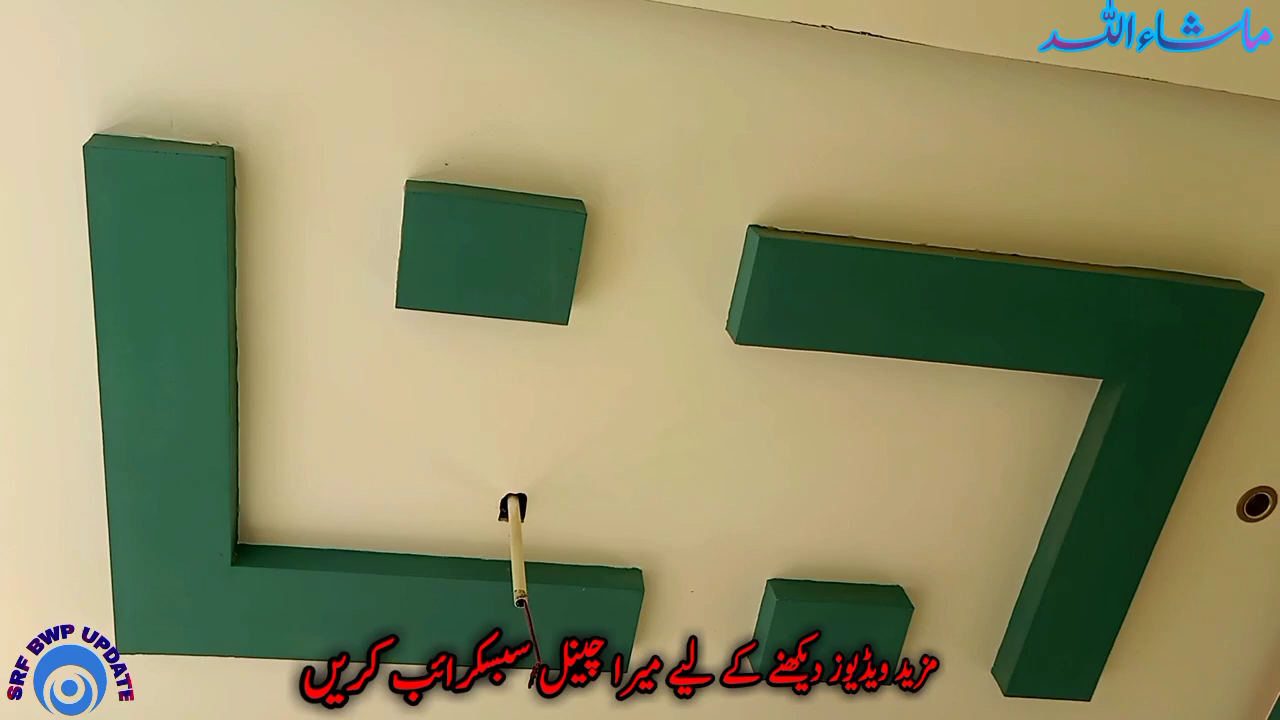 ماشاءاللہ
مزید ویڈیوز دیکھنے کے لیے میرا چینل سبسکرائب کریں
SRF BWP UPDATE